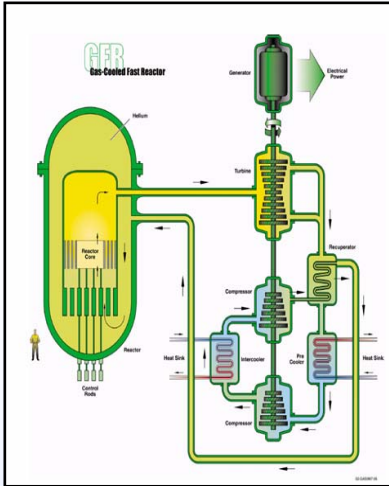 GFR
Gas-Cooled Fast Reactor
Generator
Electrical
Power
Helium
Turbine
Recuperator
Reactor
Core
Compressor
Heat Sink
Intercooler
Pre
Cooler
Heat Sink
Reactor
Control
Rods
Compressor